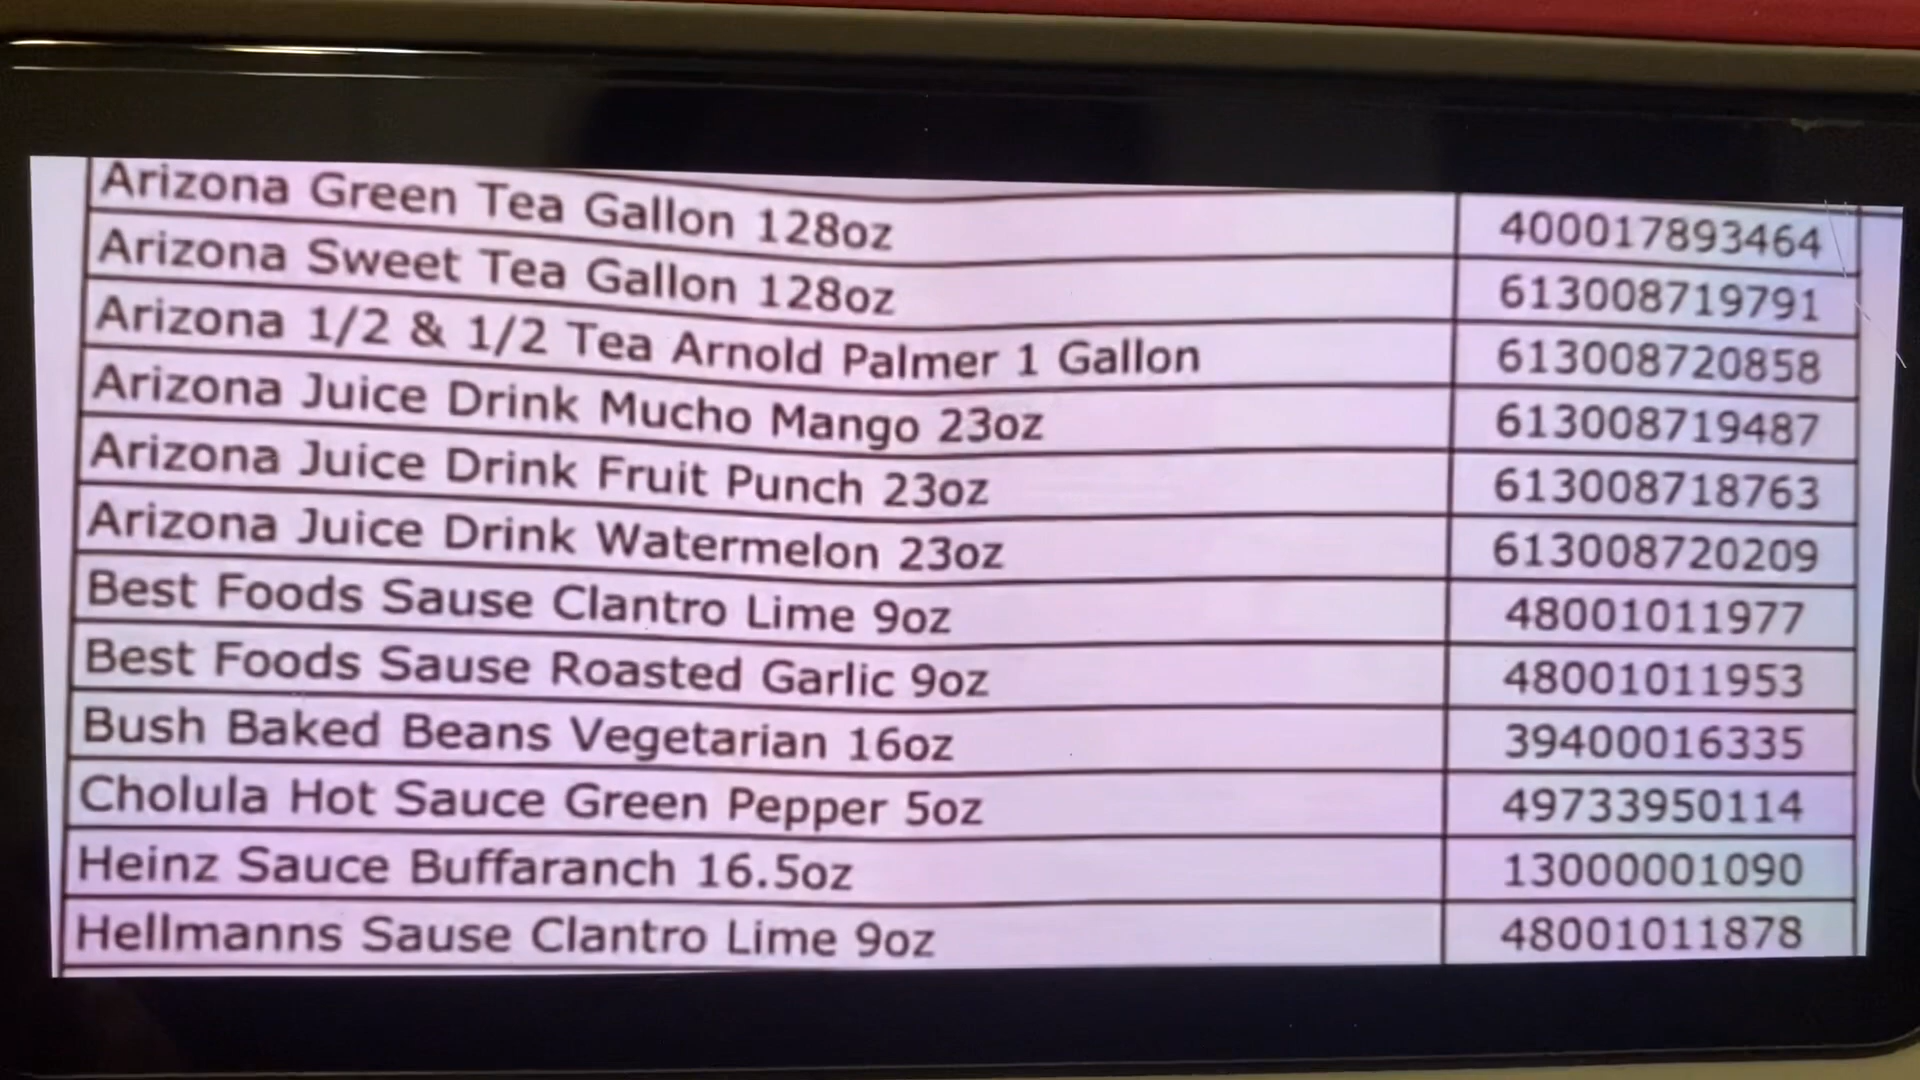 Arizona Green Tea Gallon 128oz 400017893464
Arizona Sweet Tea Gallon 128oz 613008719791
Arizona 1/2 & 1/2 Tea Arnold Palmer 1 Gallon 613008720858
Arizona Juice Drink Mucho Mango 23oz 613008719487
Arizona Juice Drink Fruit Punch 23oz 613008718763
Arizona Juice Drink Watermelon 23oz 613008720209
Best Foods Sause Clantro Lime 9oz 48001011977
Best Foods Sause Roasted Garlic 9oz 48001011953
Bush Baked Beans Vegetarian 16oz 39400016335
Cholula Hot Sauce Green Pepper 5oz 49733950114
Heinz Sauce Buffaranch 16.5oz 13000001090
Hellmanns Sause Clantro Lime 9oz 48001011878